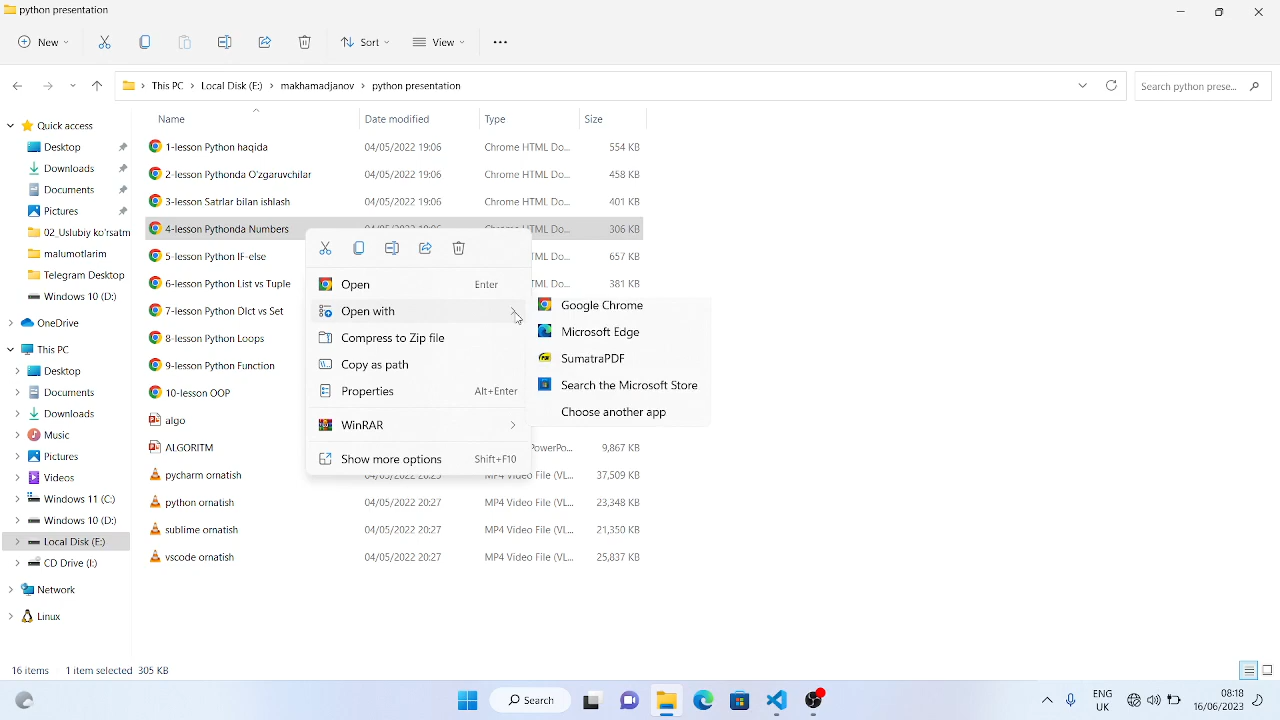 python presentation
New
Sort
View
This PC
Local Disk (E:)
makhamadjanov
python presentation
Search python prese...
Name
Date modified
Type
Size
Quick access
Desktop
Downloads
Documents
Pictures
02_Uslubiy ko'rsatm
malumotlarim
Telegram Desktop
Windows 10 (D:)
OneDrive
This PC
Desktop
Documents
Downloads
Music
Pictures
Videos
Windows 11 (C:)
Windows 10 (D:)
Local Disk (E:)
CD Drive (I:)
Network
Linux
1-lesson Python haqida 04/05/2022 19:06 Chrome HTML Do... 554 KB
2-lesson Pythonda O'zgaruvchilar 04/05/2022 19:06 Chrome HTML Do... 458 KB
3-lesson Satrlar bilan ishlash 04/05/2022 19:06 Chrome HTML Do... 401 KB
4-lesson Pythonda Numbers 306 KB
5-lesson Python IF-else 657 KB
6-lesson Python List vs Tuple 381 KB
7-lesson Python DIct vs Set
8-lesson Python Loops
9-lesson Python Function
10-lesson OOP
algo
ALGORITM 9,867 KB
pycharm ornatish MP4 Video File (VL... 37,509 KB
python ornatish 04/05/2022 20:27 MP4 Video File (VL... 23,348 KB
sublime ornatish 04/05/2022 20:27 MP4 Video File (VL... 21,350 KB
vscode ornatish 04/05/2022 20:27 MP4 Video File (VL... 25,837 KB
Open Enter
Open with
Compress to Zip file
Copy as path
Properties Alt+Enter
WinRAR
Show more options Shift+F10
Google Chrome
Microsoft Edge
SumatraPDF
Search the Microsoft Store
Choose another app
16 items 1 item selected 305 KB
Search
ENG
UK
08:18
16/06/2023